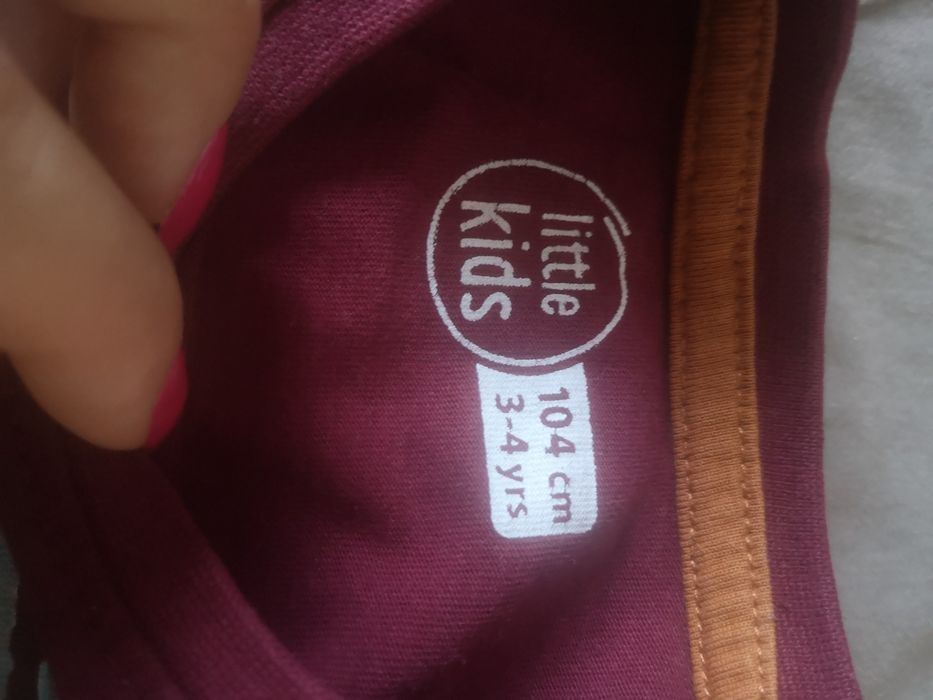 little
kids
104 cm
3-4 yrs